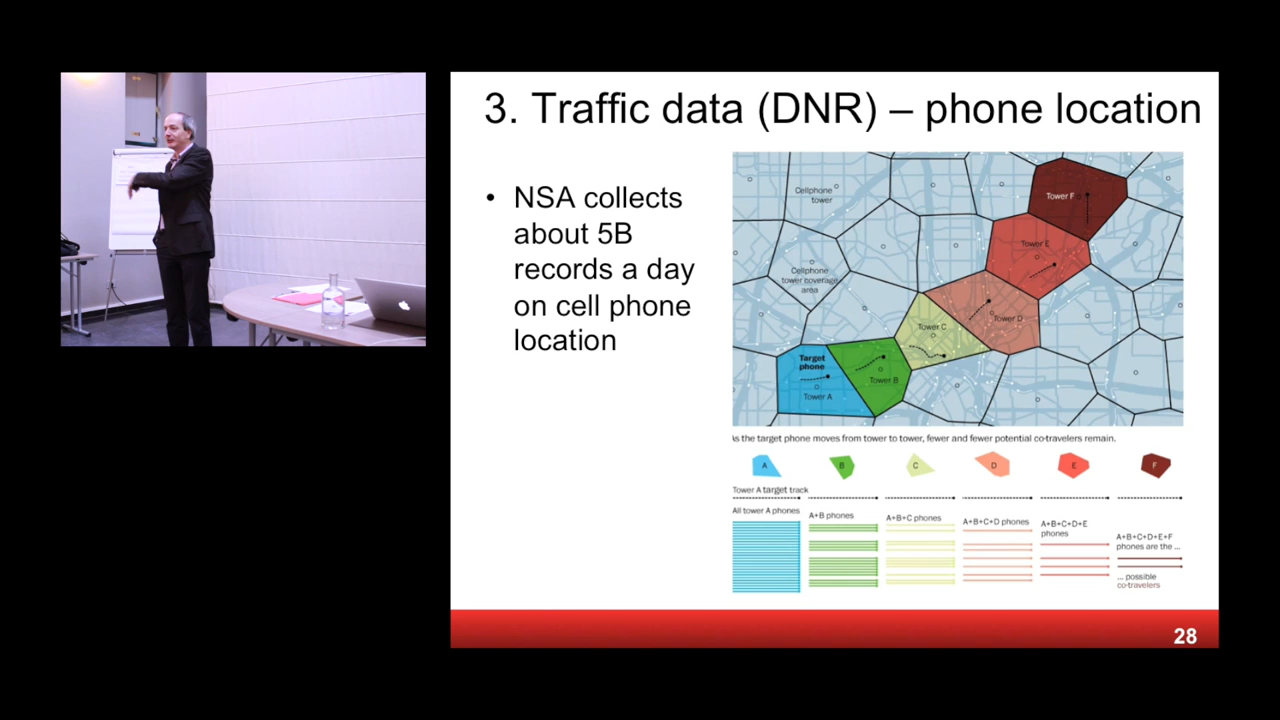 3. Traffic data (DNR) – phone location
• NSA collects
about 5B
records a day
on cell phone
location
Cellphone
tower
Cellphone
tower coverage
area
Tower F
Tower E
Tower D
Tower C
Target
phone
Tower B
Tower A
As the target phone moves from tower to tower, fewer and fewer potential co-travelers remain.
A
B
C
D
E
F
Tower A target track
All tower A phones
A+B phones
A+B+C phones
A+B+C+D phones
A+B+C+D+E
phones
A+B+C+D+E+F
phones are the ...
... possible
co-travelers
28